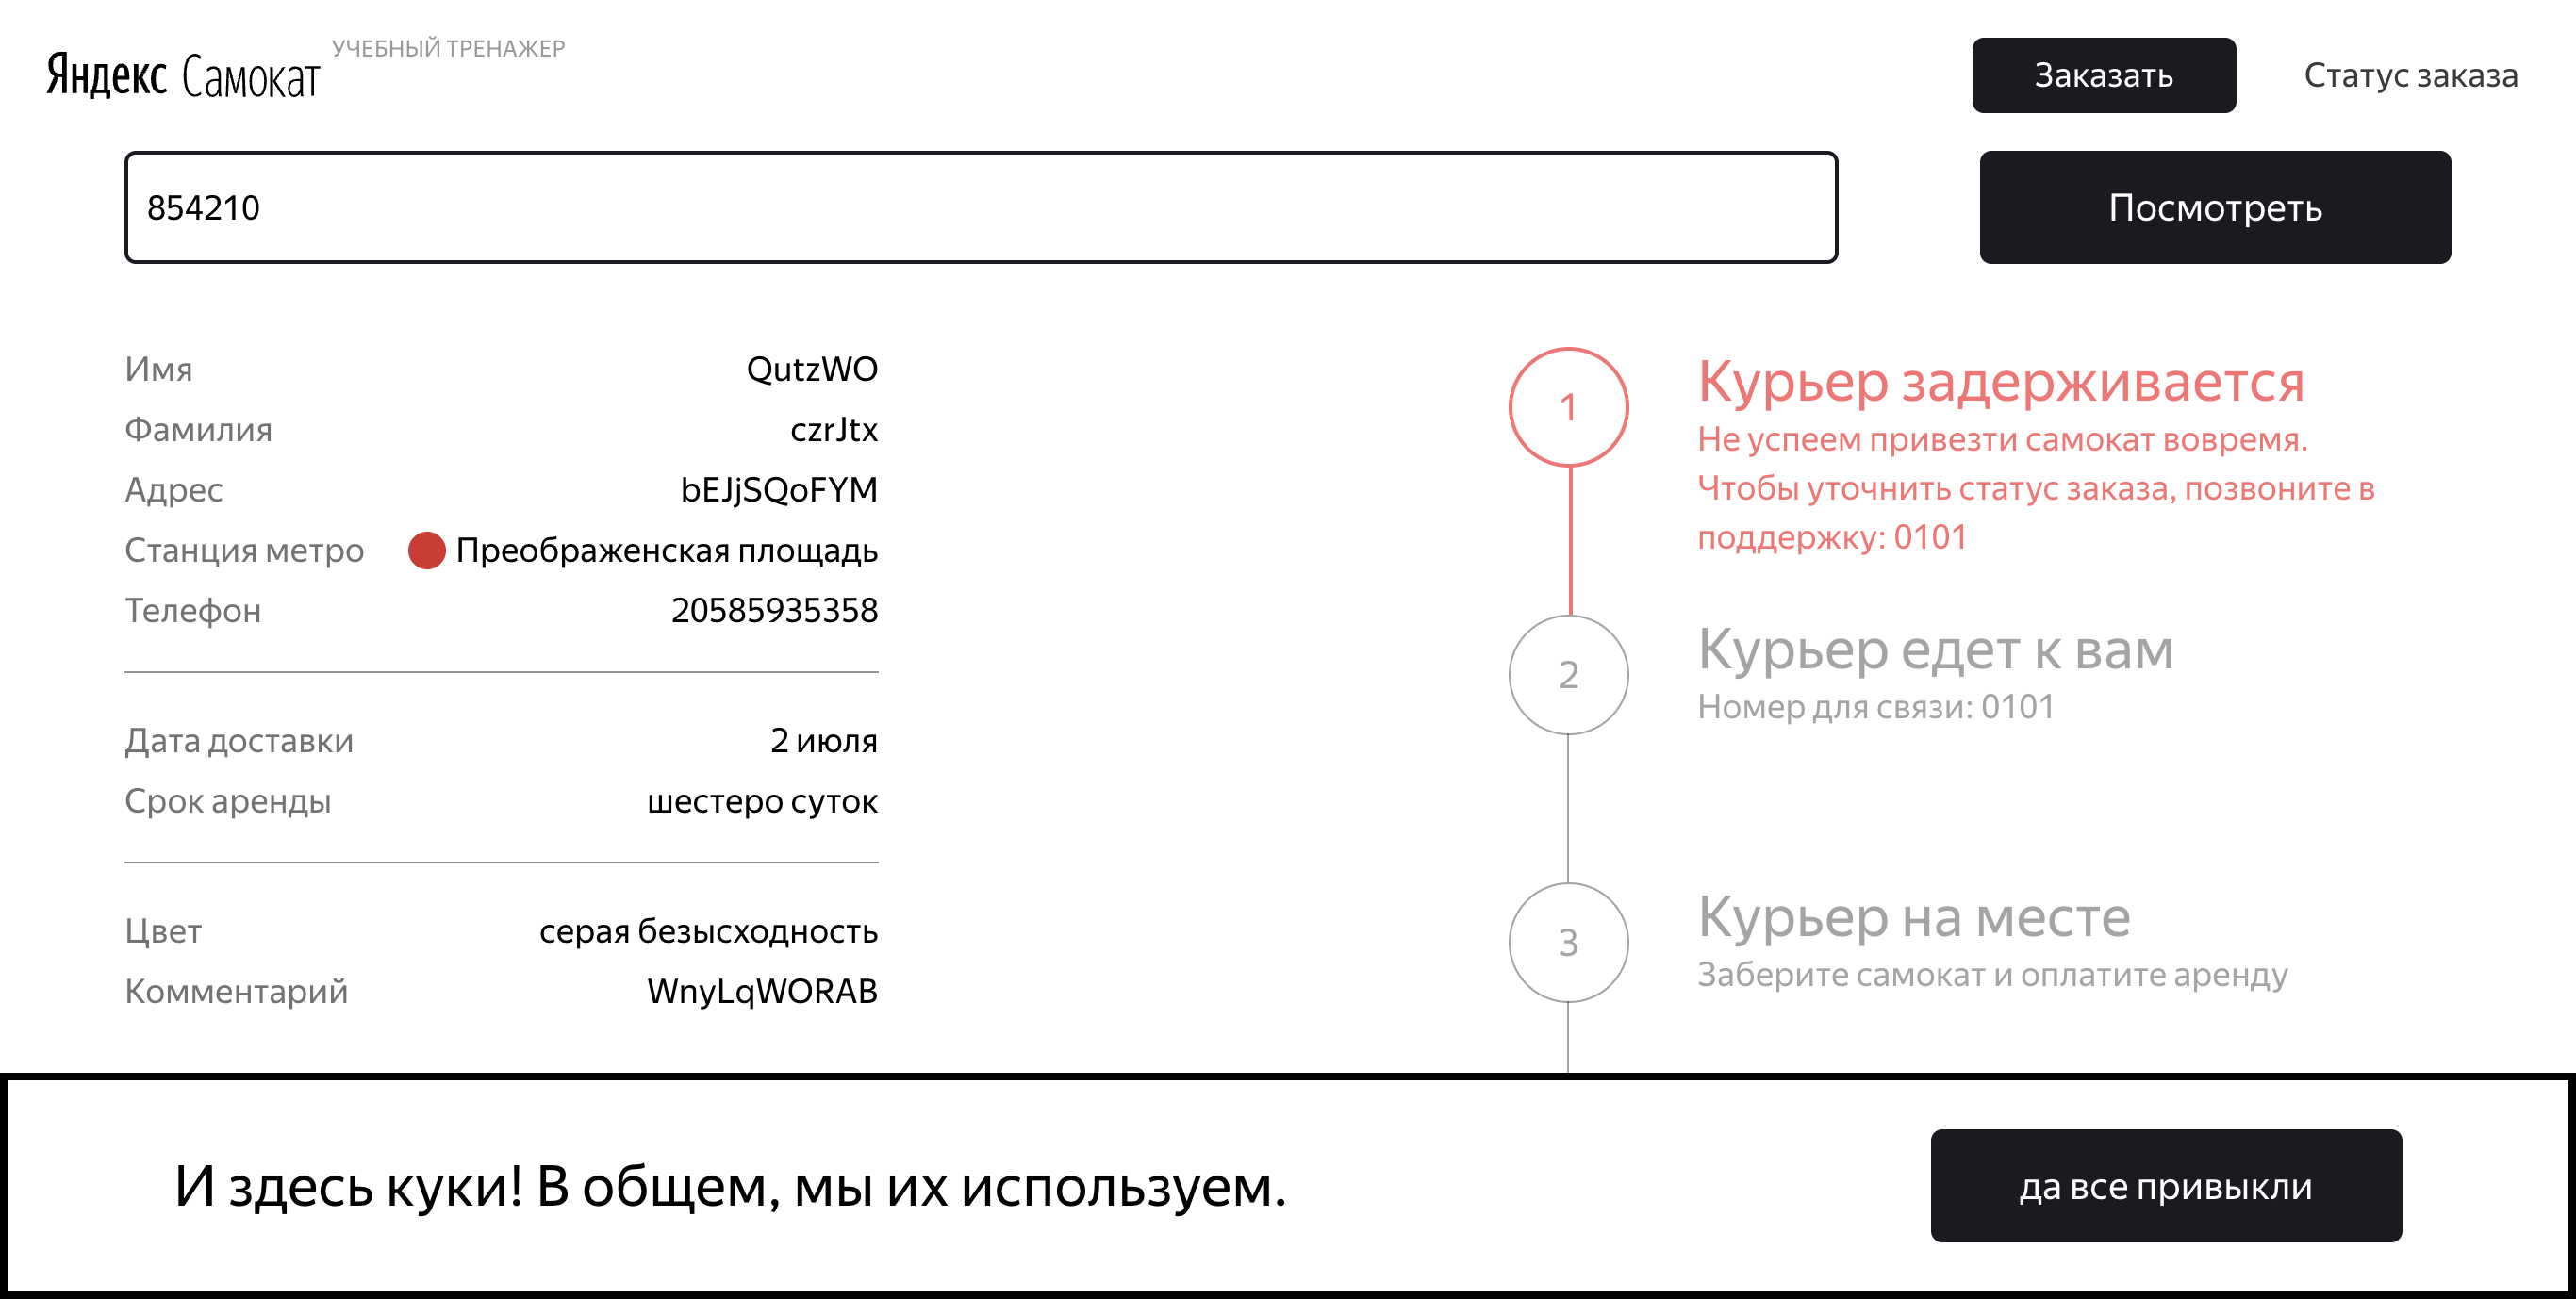 Яндекс Самокат
УЧЕБНЫЙ ТРЕНАЖЕР
Заказать
Статус заказа
854210
Посмотреть
Имя QutzWO
Фамилия czrJtx
Адрес bEJjSQoFYM
Станция метро Преображенская площадь
Телефон 20585935358
Дата доставки 2 июля
Срок аренды шестеро суток
Цвет серая безысходность
Комментарий WnyLqWORAB
1
Курьер задерживается
Не успеем привезти самокат вовремя.
Чтобы уточнить статус заказа, позвоните в
поддержку: 0101
2
Курьер едет к вам
Номер для связи: 0101
3
Курьер на месте
Заберите самокат и оплатите аренду
И здесь куки! В общем, мы их используем.
да все привыкли